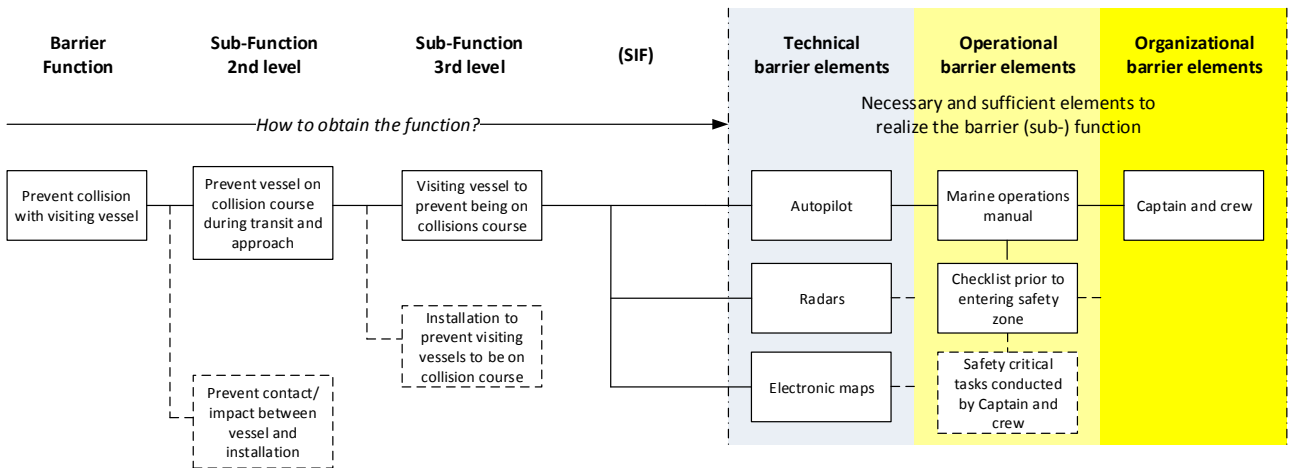 Barrier
Function
Sub-Function
2nd level
Sub-Function
3rd level
(SIF)
Technical
barrier elements
Operational
barrier elements
Organizational
barrier elements
How to obtain the function?
Necessary and sufficient elements to
realize the barrier (sub-) function
Prevent collision
with visiting vessel
Prevent vessel on
collision course
during transit and
approach
Visiting vessel to
prevent being on
collisions course
Autopilot
Marine operations
manual
Captain and crew
Radars
Checklist prior to
entering safety
zone
Installation to
prevent visiting
vessels to be on
collision course
Electronic maps
Safety critical
tasks conducted
by Captain and
crew
Prevent contact/
impact between
vessel and
installation